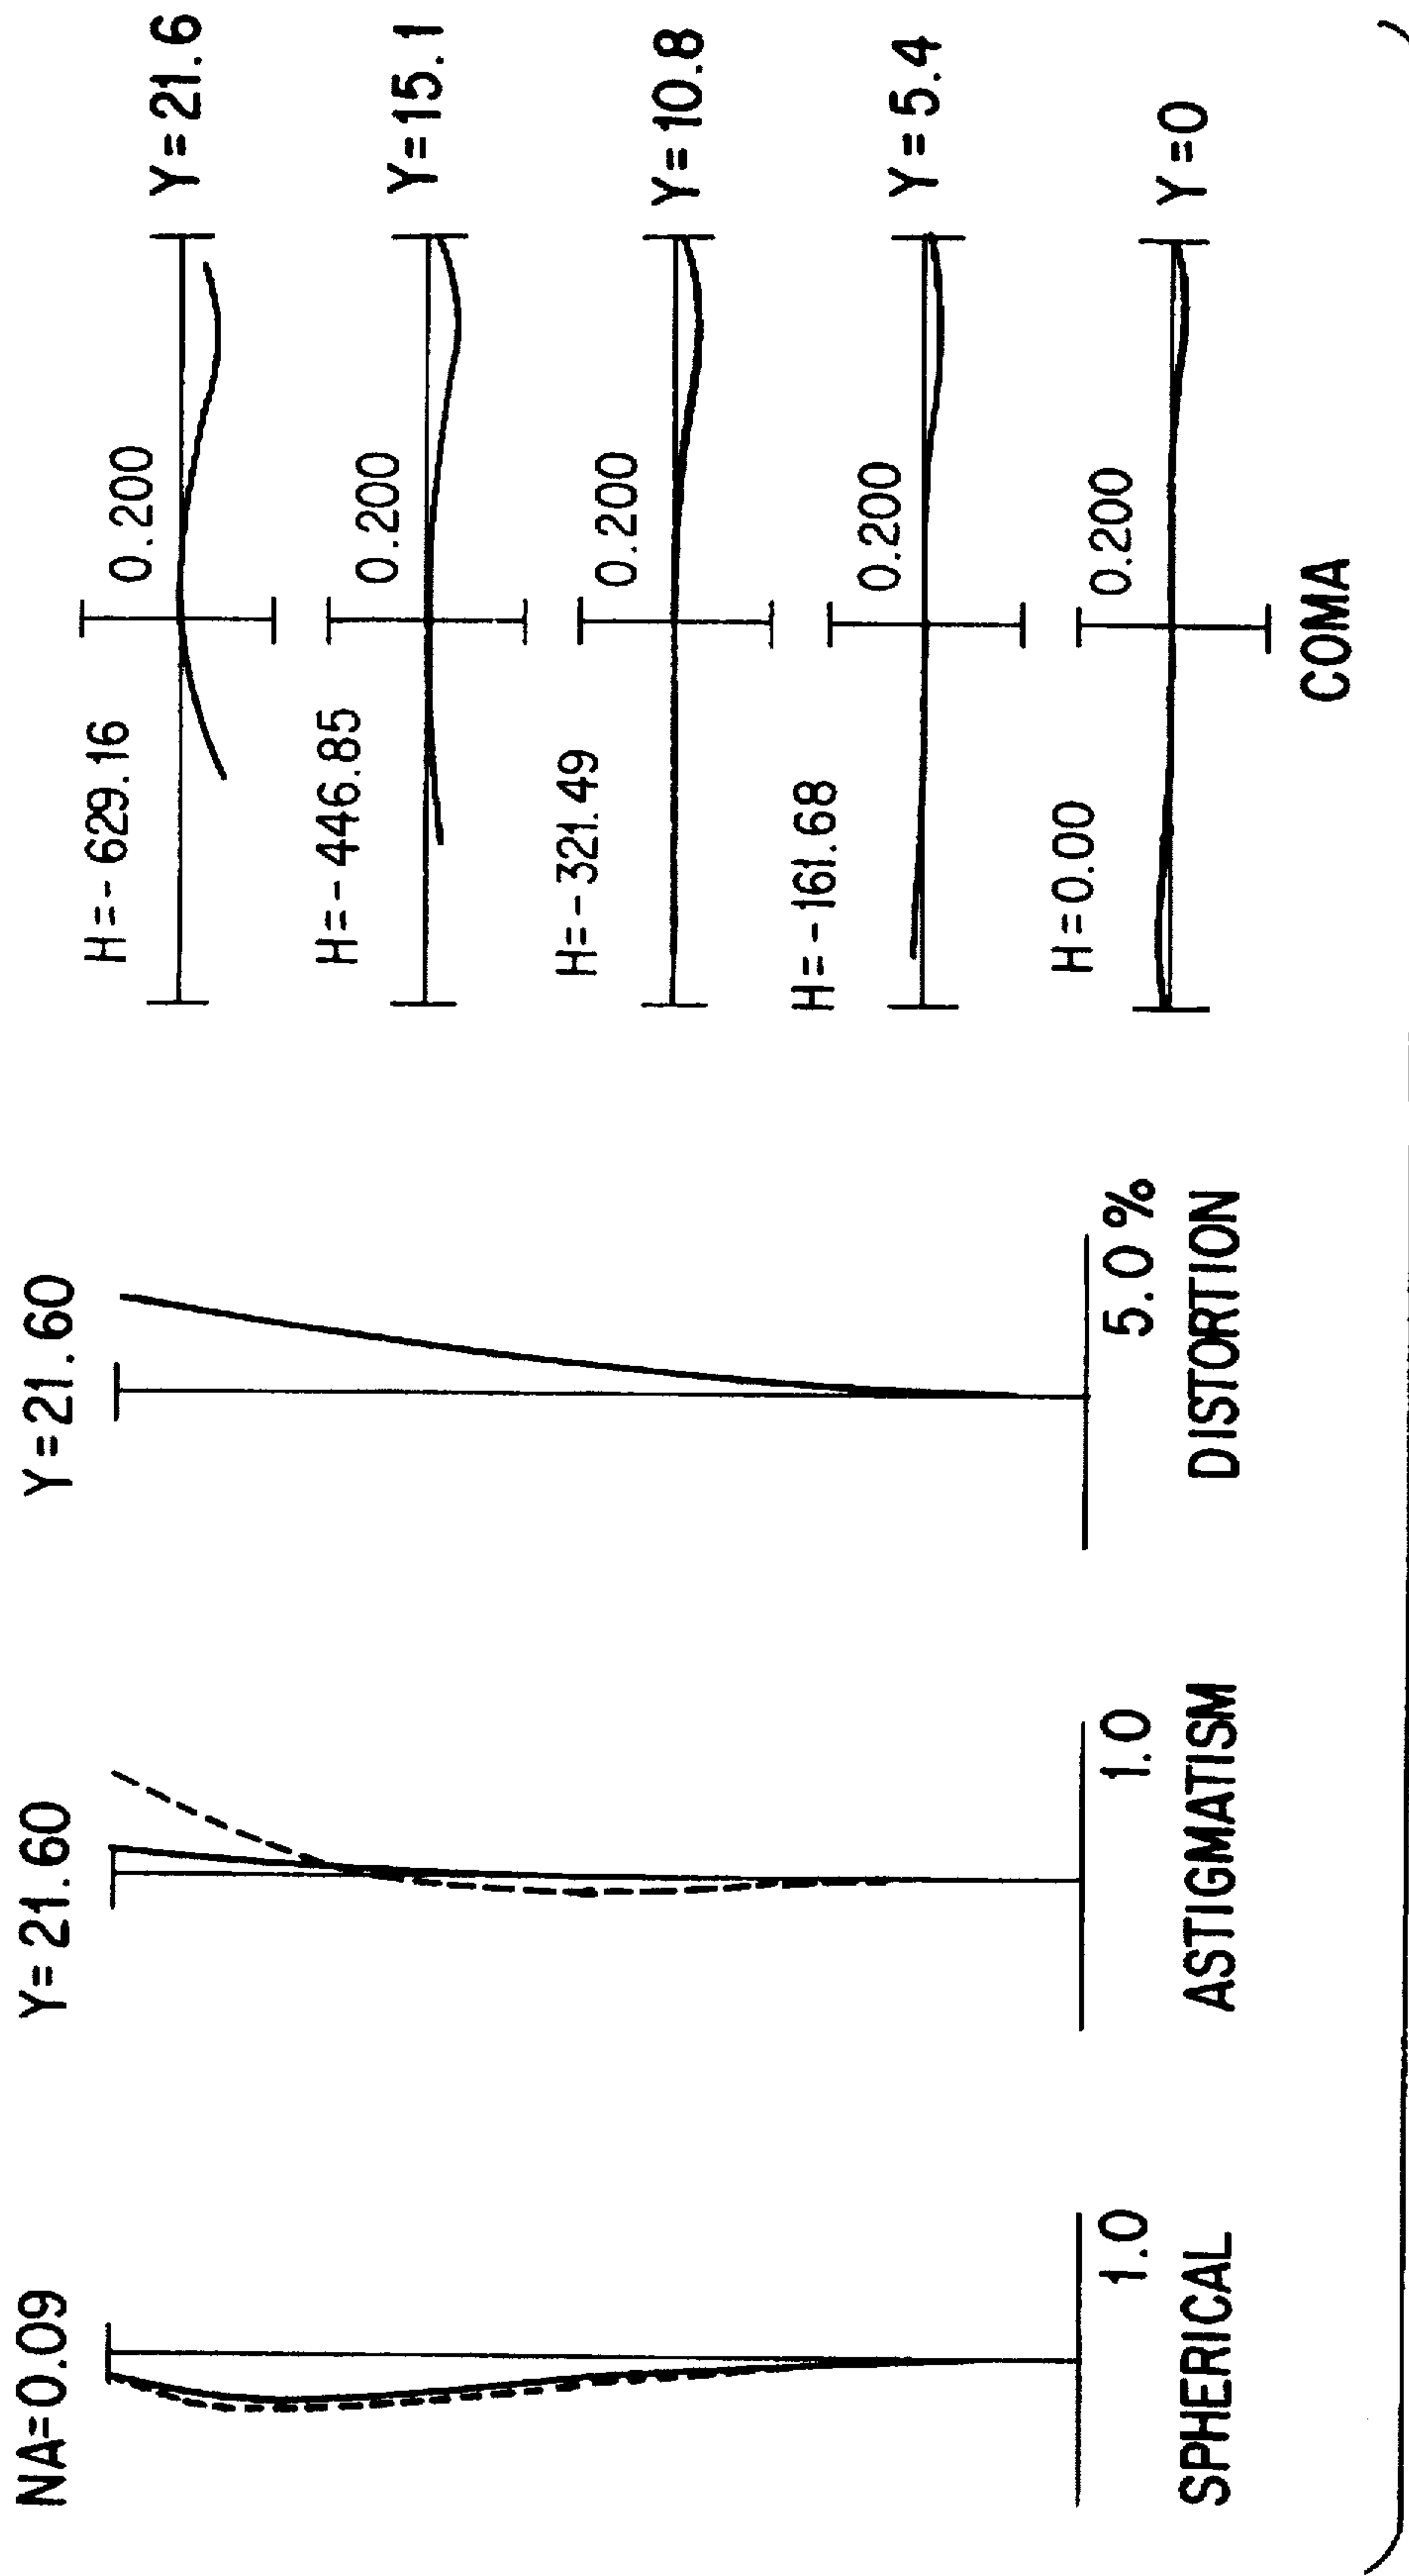 NA=0.09
1.0
SPHERICAL
Y=21.60
1.0
ASTIGMATISM
Y=21.60
5.0%
DISTORTION
H=-629.16
0.200
Y=21.6
H=-446.85
0.200
Y=15.1
H=-321.49
0.200
Y=10.8
H=-161.68
0.200
Y=5.4
H=0.00
0.200
Y=0
COMA